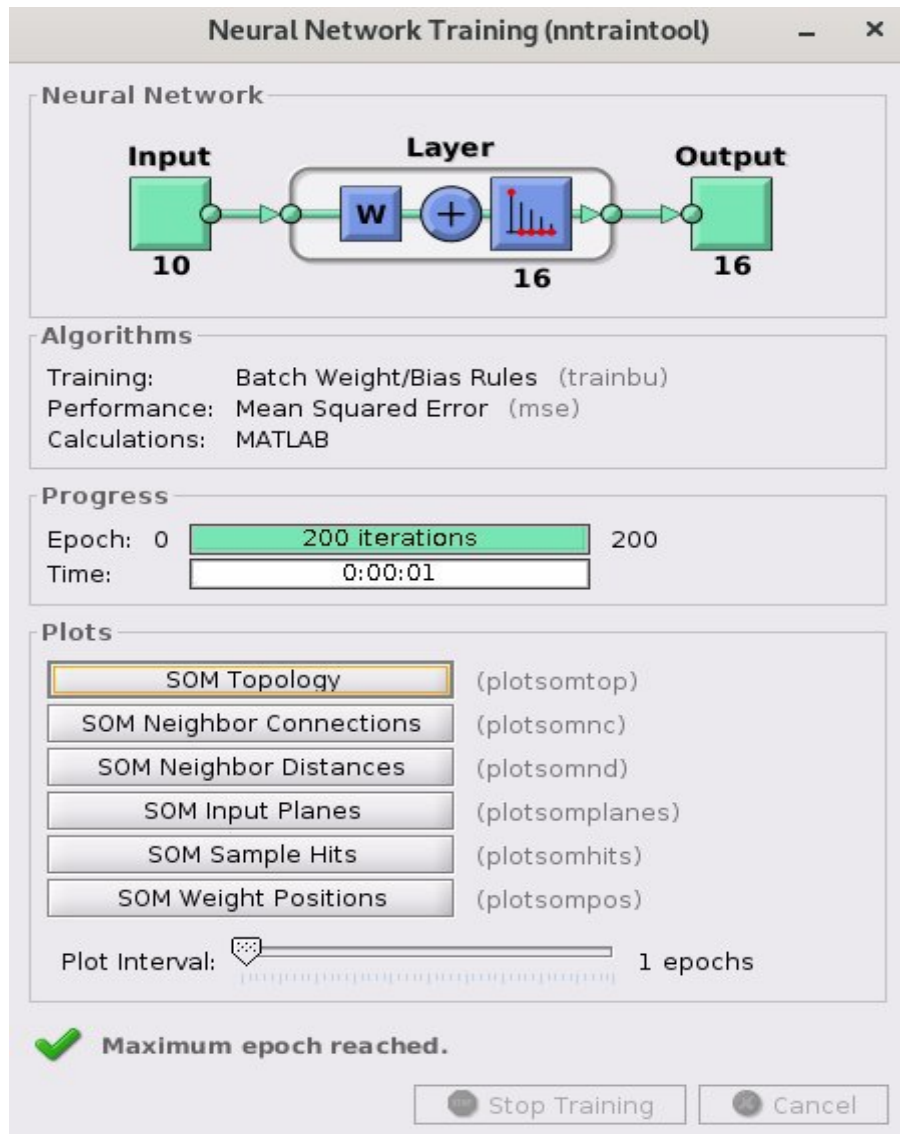 Neural Network Training (nntraintool)
Neural Network
Input
Layer
Output
W
+
10
16
16
Algorithms
Training: Batch Weight/Bias Rules (trainbu)
Performance: Mean Squared Error (mse)
Calculations: MATLAB
Progress
Epoch: 0 200 iterations 200
Time: 0:00:01
Plots
SOM Topology (plotsomtop)
SOM Neighbor Connections (plotsomnc)
SOM Neighbor Distances (plotsomnd)
SOM Input Planes (plotsomplanes)
SOM Sample Hits (plotsomhits)
SOM Weight Positions (plotsompos)
Plot Interval: 1 epochs
Maximum epoch reached.
Stop Training Cancel